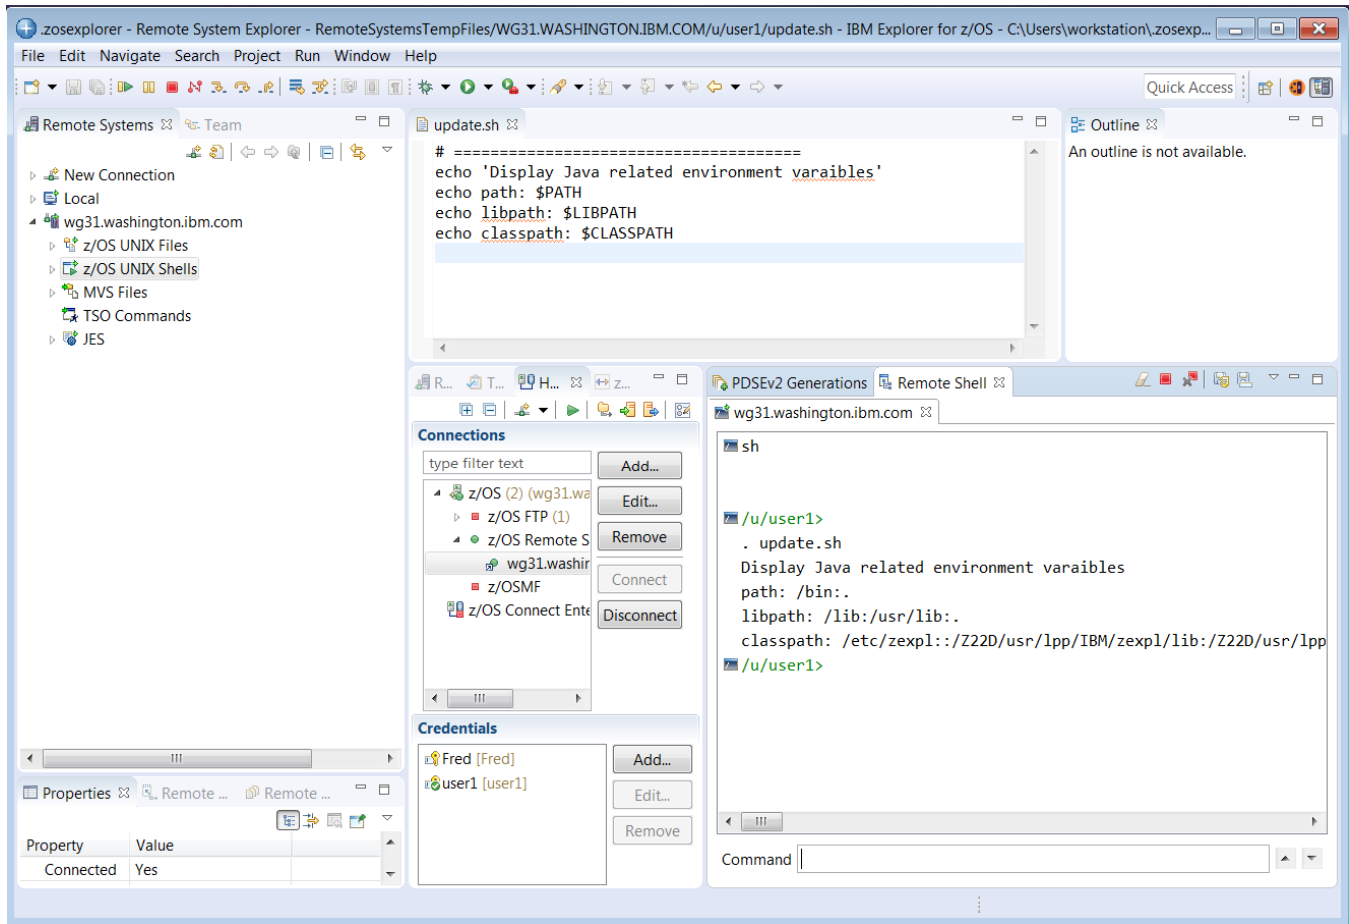 .zosexplorer - Remote System Explorer - RemoteSystemsTempFiles/WG31.WASHINGTON.IBM.COM/u/user1/update.sh - IBM Explorer for z/OS - C:\Users\workstation\.zosexp...
File Edit Navigate Search Project Run Window Help
Quick Access
Remote Systems Team
New Connection
Local
wg31.washington.ibm.com
z/OS UNIX Files
z/OS UNIX Shells
MVS Files
TSO Commands
JES
update.sh
# ======================================
echo 'Display Java related environment varaibles'
echo path: $PATH
echo libpath: $LIBPATH
echo classpath: $CLASSPATH
Outline
An outline is not available.
R... T... H... z...
Connections
type filter text
Add...
Edit...
Remove
Connect
Disconnect
z/OS (2) (wg31.wa
z/OS FTP (1)
z/OS Remote S
wg31.washir
z/OSMF
z/OS Connect Ente
Credentials
Fred [Fred]
user1 [user1]
Add...
Edit...
Remove
PDSEv2 Generations Remote Shell
wg31.washington.ibm.com
sh
/u/user1>
. update.sh
Display Java related environment varaibles
path: /bin:.
libpath: /lib:/usr/lib:.
classpath: /etc/zexpl::/Z22D/usr/lpp/IBM/zexpl/lib:/Z22D/usr/lpp
/u/user1>
Command
Properties Remote ... Remote ...
Property Value
Connected Yes